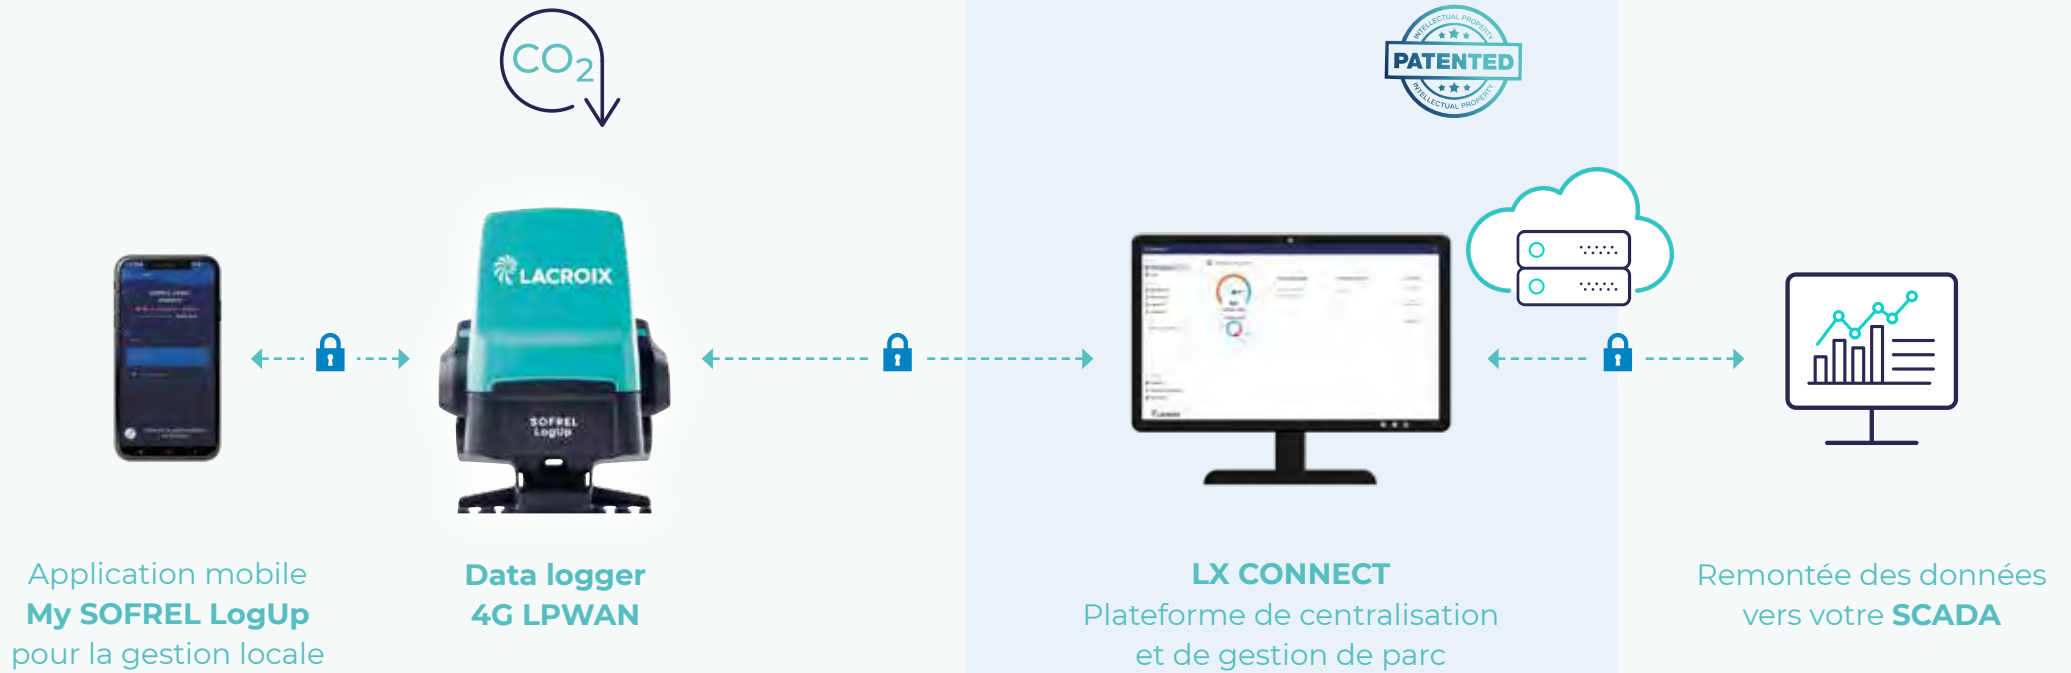 CO2
INTELLECTUAL PROPERTY
PATENTED
INTELLECTUAL PROPERTY
LACROIX
SOFREL
LogUp
Application mobile
My SOFREL LogUp
pour la gestion locale
Data logger
4G LPWAN
LX CONNECT
Plateforme de centralisation
et de gestion de parc
Remontée des données
vers votre SCADA